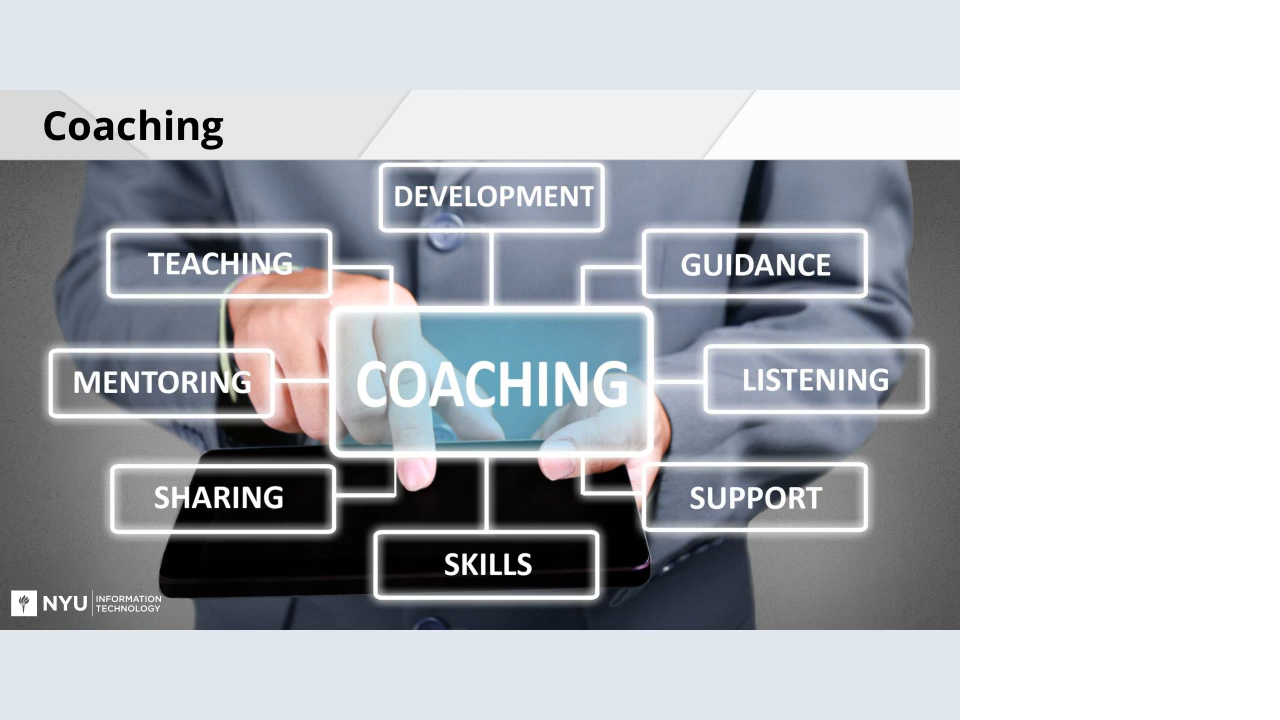 Coaching
DEVELOPMENT
TEACHING
GUIDANCE
COACHING
MENTORING
LISTENING
SHARING
SUPPORT
SKILLS
NYU
INFORMATION
TECHNOLOGY